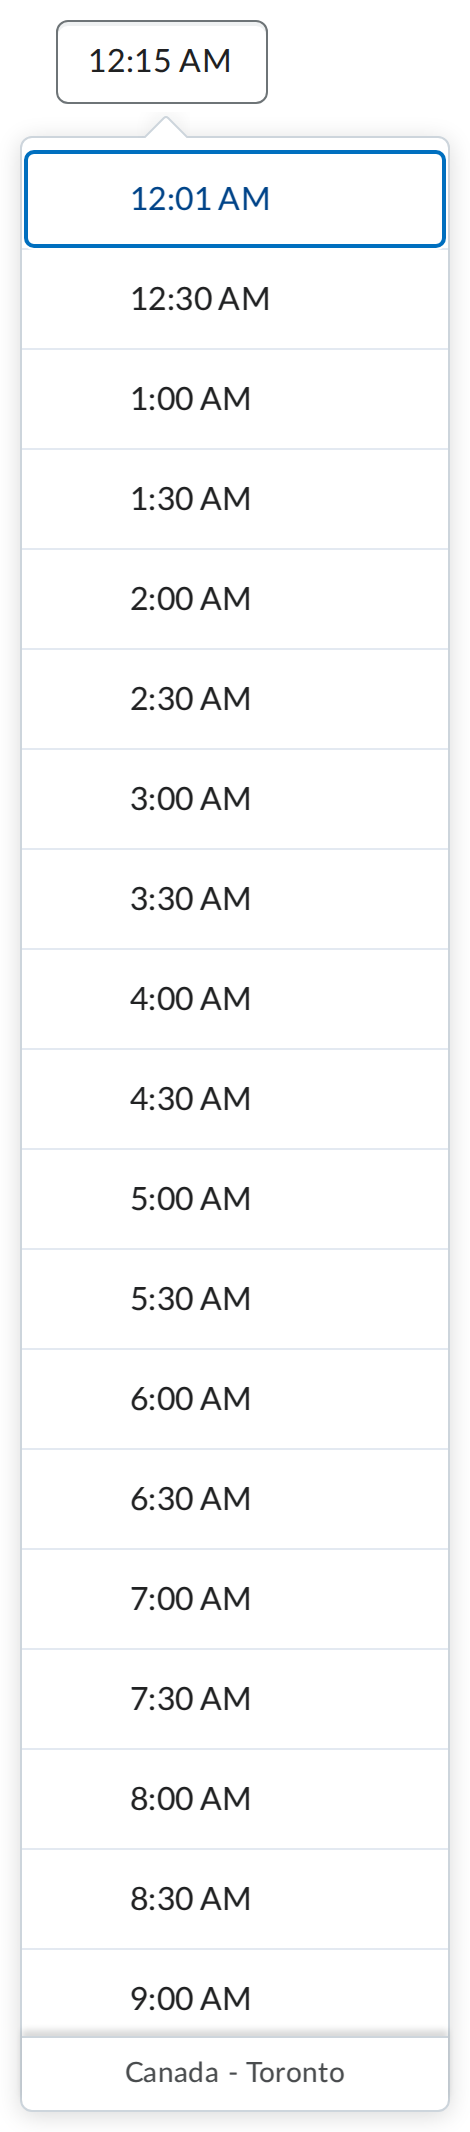 12:15 AM
12:01 AM
12:30 AM
1:00 AM
1:30 AM
2:00 AM
2:30 AM
3:00 AM
3:30 AM
4:00 AM
4:30 AM
5:00 AM
5:30 AM
6:00 AM
6:30 AM
7:00 AM
7:30 AM
8:00 AM
8:30 AM
9:00 AM
Canada - Toronto